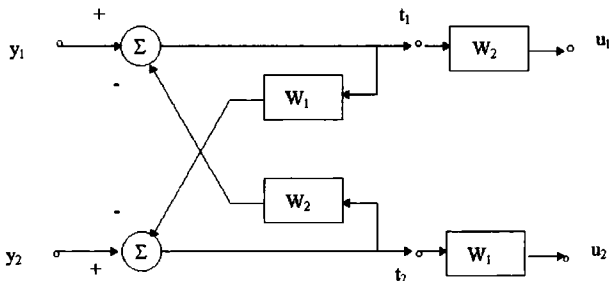 + t₁ u₁
y₁ Σ W₂
-
W₁
-
W₂
y₂ Σ W₁ u₂
+ t₂